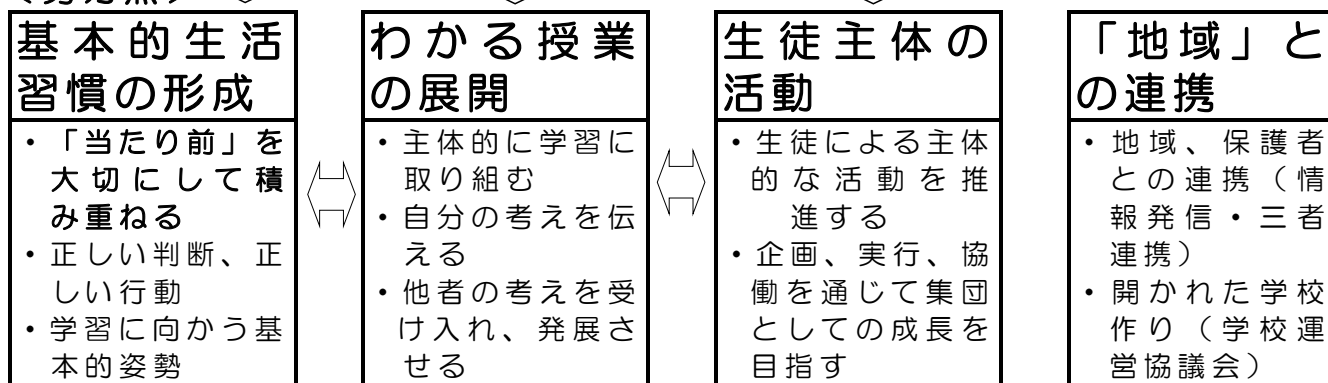 基本的生活
習慣の形成
・「当たり前」を
大切にして積
み重ねる
・正しい判断、正
しい行動
・学習に向かう基
本的姿勢
わかる授業
の展開
・主体的に学習に
取り組む
・自分の考えを伝
える
・他者の考えを受
け入れ、発展さ
せる
生徒主体の
活動
・生徒による主体
的な活動を推
進する
・企画、実行、協
働を通じて集団
としての成長を
目指す
「地域」と
の連携
・地域、保護者
との連携（情
報発信・三者
連携）
・開かれた学校
作り（学校運
営協議会）